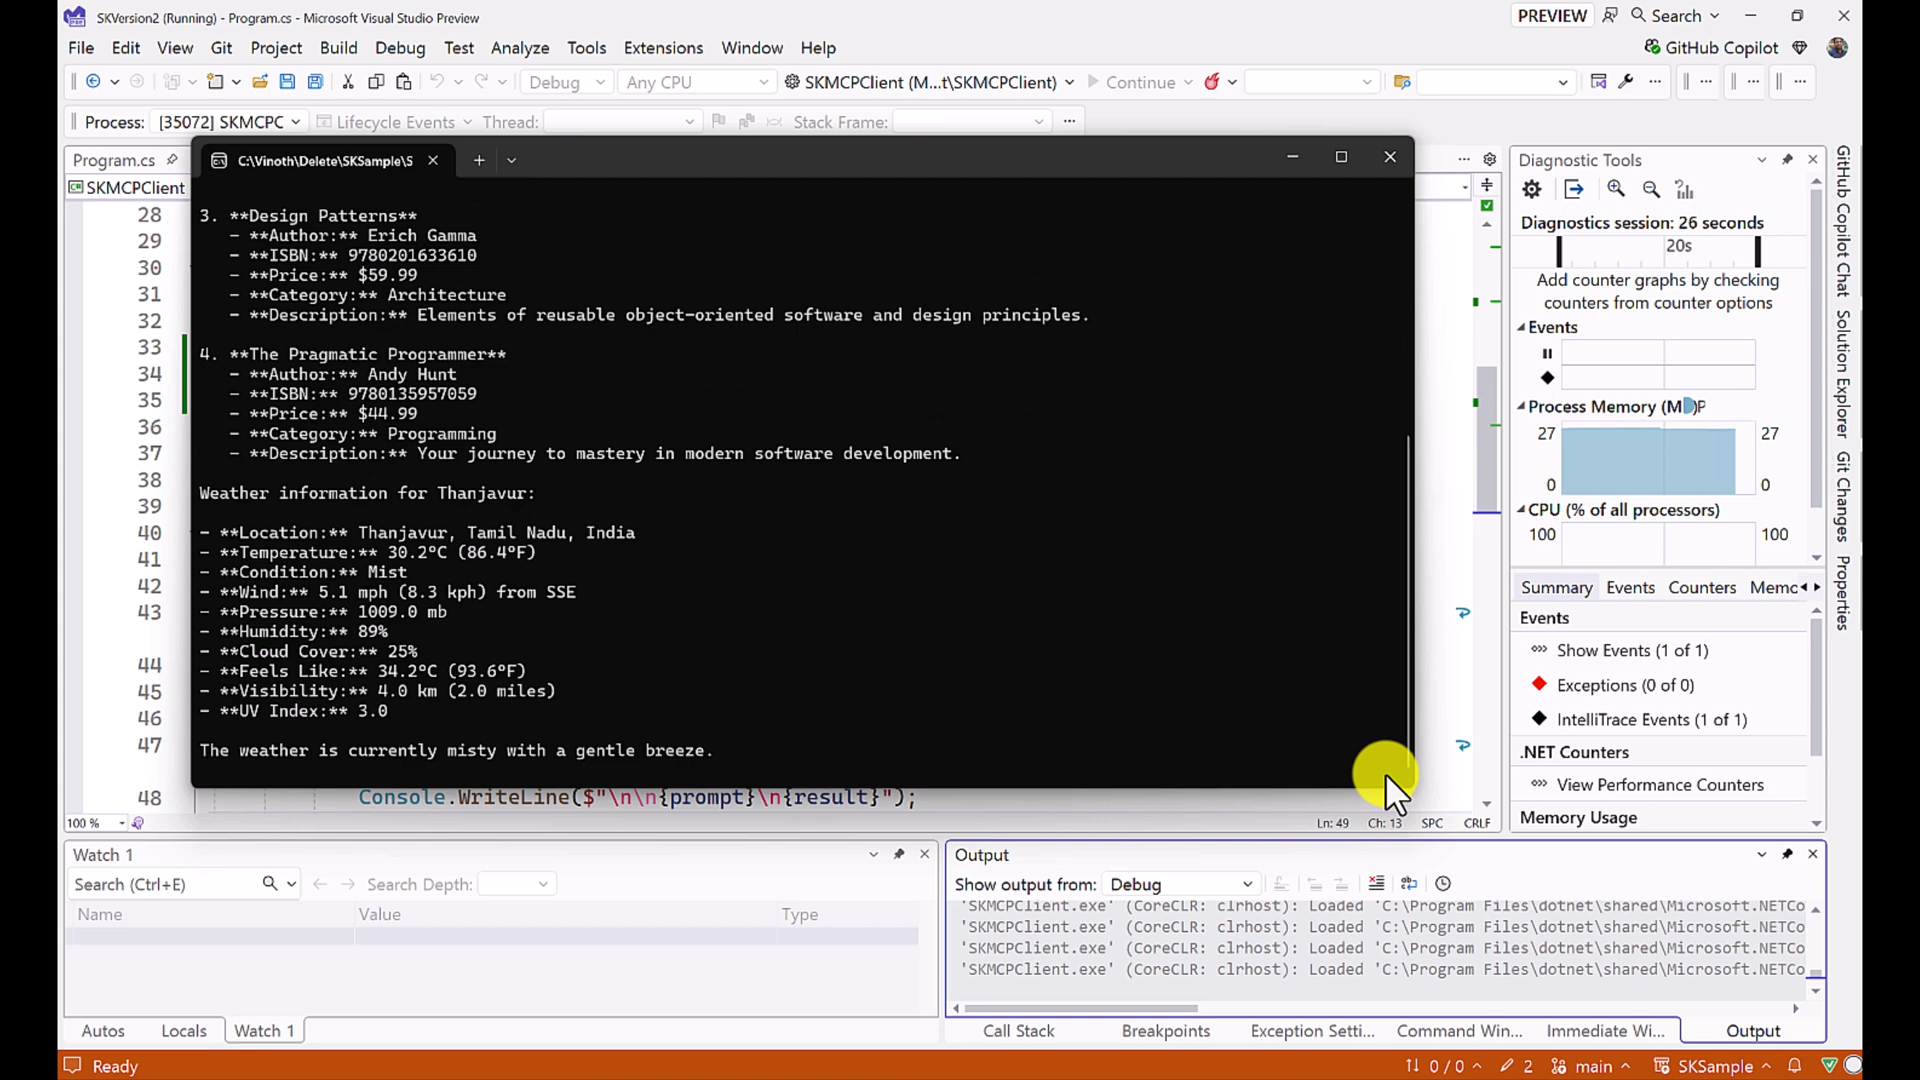 SKVersion2 (Running) - Program.cs - Microsoft Visual Studio Preview
PREVIEW
Search
File Edit View Git Project Build Debug Test Analyze Tools Extensions Window Help
GitHub Copilot
Debug
Any CPU
SKMCPClient (M...t\SKMCPClient)
Continue
Process: [35072] SKMCPC
Lifecycle Events
Thread:
Stack Frame:
Program.cs
SKMCPClient
28
29
30
31
32
33
34
35
36
37
38
39
40
41
42
43
44
45
46
47
48
C:\Vinoth\Delete\SKSample\S
3. **Design Patterns**
- **Author:** Erich Gamma
- **ISBN:** 9780201633610
- **Price:** $59.99
- **Category:** Architecture
- **Description:** Elements of reusable object-oriented software and design principles.
4. **The Pragmatic Programmer**
- **Author:** Andy Hunt
- **ISBN:** 9780135957059
- **Price:** $44.99
- **Category:** Programming
- **Description:** Your journey to mastery in modern software development.
Weather information for Thanjavur:
- **Location:** Thanjavur, Tamil Nadu, India
- **Temperature:** 30.2°C (86.4°F)
- **Condition:** Mist
- **Wind:** 5.1 mph (8.3 kph) from SSE
- **Pressure:** 1009.0 mb
- **Humidity:** 89%
- **Cloud Cover:** 25%
- **Feels Like:** 34.2°C (93.6°F)
- **Visibility:** 4.0 km (2.0 miles)
- **UV Index:** 3.0
The weather is currently misty with a gentle breeze.
Console.WriteLine($"\n\n{prompt}\n{result}");
100 %
Ln: 49 Ch: 13 SPC CRLF
Diagnostic Tools
Diagnostics session: 26 seconds
20s
Add counter graphs by checking
counters from counter options
Events
Process Memory (M
P
27
27
0
0
CPU (% of all processors)
100
100
Summary Events Counters Memo
Events
Show Events (1 of 1)
Exceptions (0 of 0)
IntelliTrace Events (1 of 1)
.NET Counters
View Performance Counters
Memory Usage
GitHub Copilot Chat
Solution Explorer
Git Changes
Properties
Watch 1
Search (Ctrl+E)
Search Depth:
Name Value Type
Autos Locals Watch 1
Output
Show output from: Debug
'SKMCPClient.exe' (CoreCLR: clrhost): Loaded 'C:\Program Files\dotnet\shared\Microsoft.NETCo
'SKMCPClient.exe' (CoreCLR: clrhost): Loaded 'C:\Program Files\dotnet\shared\Microsoft.NETCo
'SKMCPClient.exe' (CoreCLR: clrhost): Loaded 'C:\Program Files\dotnet\shared\Microsoft.NETCo
'SKMCPClient.exe' (CoreCLR: clrhost): Loaded 'C:\Program Files\dotnet\shared\Microsoft.NETCo
Call Stack Breakpoints Exception Setti... Command Win... Immediate Wi... Output
Ready
0 / 0
2
main
SKSample